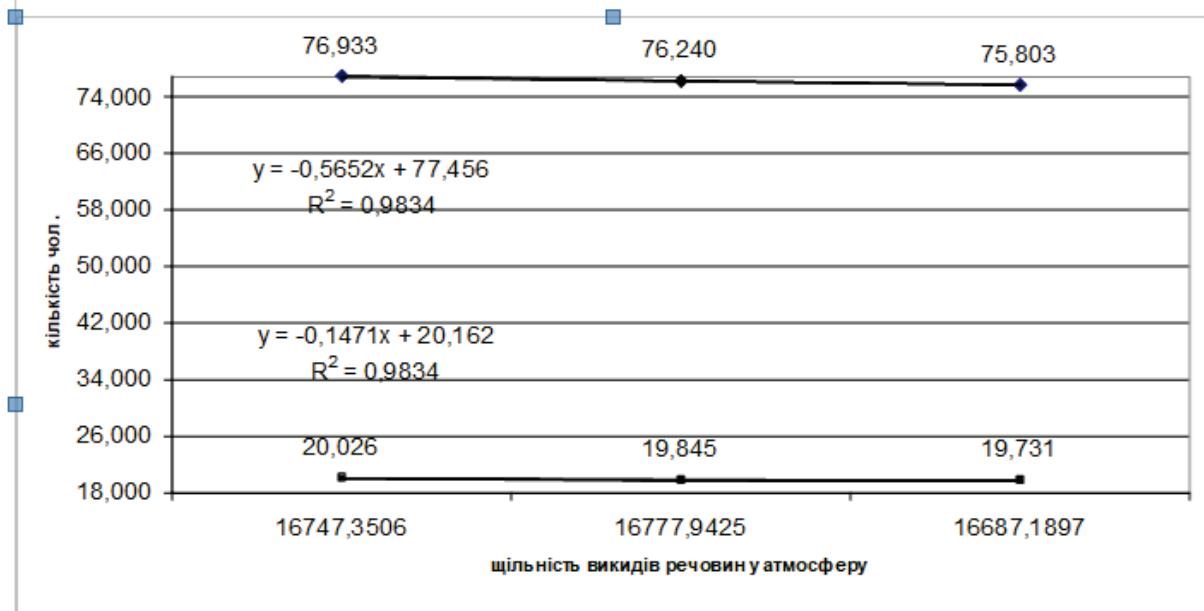 76,933
76,240
75,803
74,000
66,000
y = -0,5652x + 77,456
R² = 0,9834
58,000
50,000
42,000
y = -0,1471x + 20,162
R² = 0,9834
34,000
26,000
20,026
19,845
19,731
18,000
кількість чол .
16747,3506
16777,9425
16687,1897
щільність викидів речовин у атмосферу